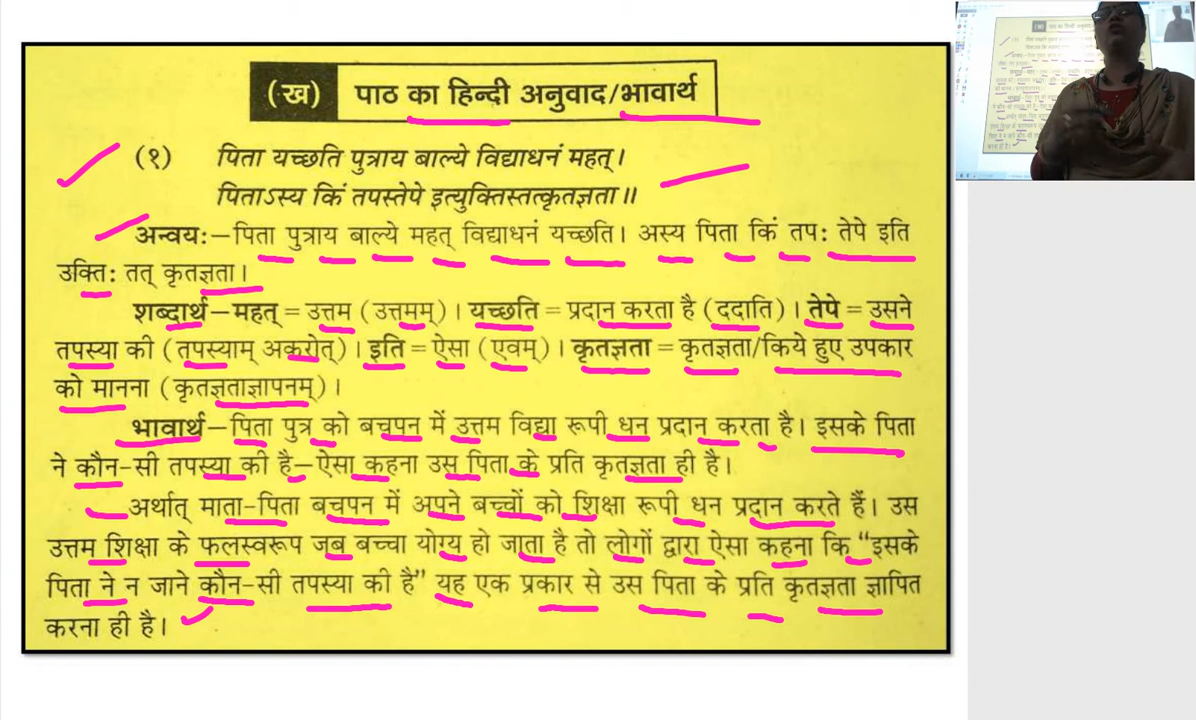 (ख) पाठ का हिन्दी अनुवाद/भावार्थ
(१) पिता यच्छति पुत्राय बाल्ये विद्याधनं महत्।
पिताऽस्य किं तपस्तेपे इत्युक्तिस्तत्कृतज्ञता॥
अन्वयः–पिता पुत्राय बाल्ये महत् विद्याधनं यच्छति। अस्य पिता किं तपः तेपे इति
उक्तिः तत् कृतज्ञता।
शब्दार्थ–महत् = उत्तम (उत्तमम्)। यच्छति = प्रदान करता है (ददाति)। तेपे = उसने
तपस्या की (तपस्याम् अकरोत्)। इति = ऐसा (एवम्)। कृतज्ञता = कृतज्ञता/किये हुए उपकार
को मानना (कृतज्ञताज्ञापनम्)।
भावार्थ–पिता पुत्र को बचपन में उत्तम विद्या रूपी धन प्रदान करता है। इसके पिता
ने कौन-सी तपस्या की है–ऐसा कहना उस पिता के प्रति कृतज्ञता ही है।
अर्थात् माता-पिता बचपन में अपने बच्चों को शिक्षा रूपी धन प्रदान करते हैं। उस
उत्तम शिक्षा के फलस्वरूप जब बच्चा योग्य हो जाता है तो लोगों द्वारा ऐसा कहना कि “इसके
पिता ने न जाने कौन-सी तपस्या की है” यह एक प्रकार से उस पिता के प्रति कृतज्ञता ज्ञापित
करना ही है।